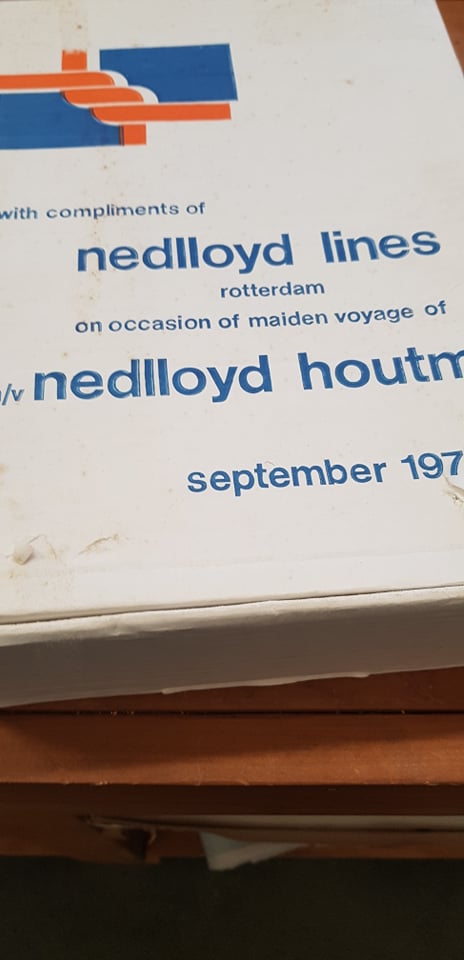 with compliments of
nedlloyd lines
rotterdam
on occasion of maiden voyage of
/v nedlloyd houtm
september 197